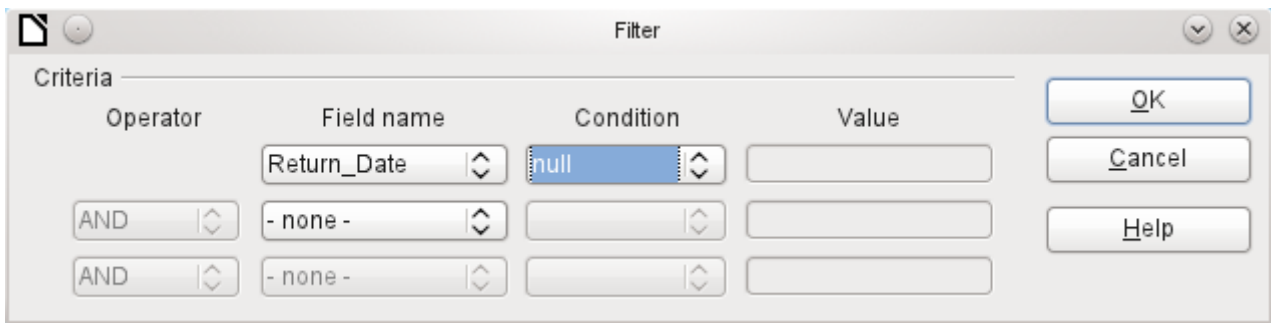 Filter
Criteria
Operator Field name Condition Value
Return_Date null
AND - none -
AND - none -
OK
Cancel
Help